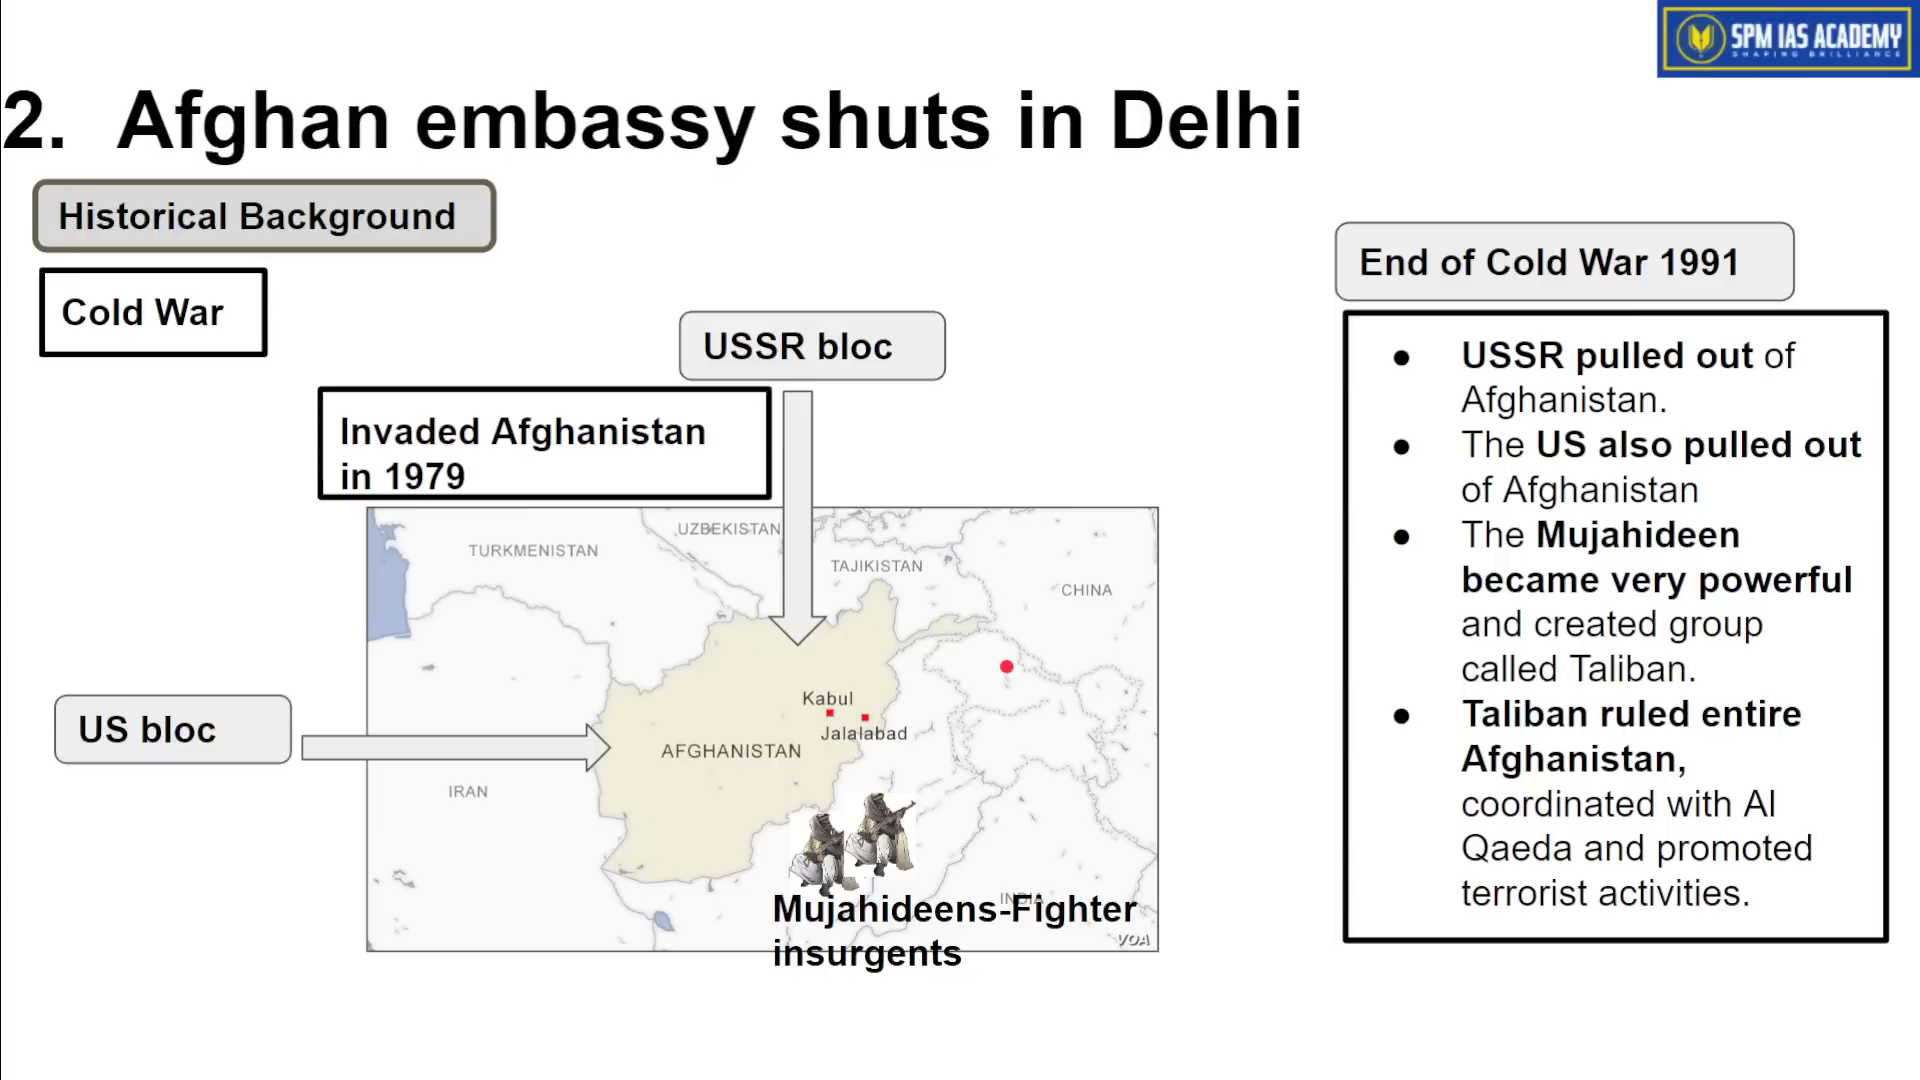 SPM IAS ACADEMY
SHAPING BRILLIANCE
2. Afghan embassy shuts in Delhi
Historical Background
Cold War
USSR bloc
Invaded Afghanistan
in 1979
US bloc
TURKMENISTAN
UZBEKISTAN
TAJIKISTAN
CHINA
Kabul
Jalalabad
AFGHANISTAN
IRAN
INDIA
Mujahideens-Fighter
insurgents
VOA
End of Cold War 1991
● USSR pulled out of
Afghanistan.
● The US also pulled out
of Afghanistan
● The Mujahideen
became very powerful
and created group
called Taliban.
● Taliban ruled entire
Afghanistan,
coordinated with Al
Qaeda and promoted
terrorist activities.